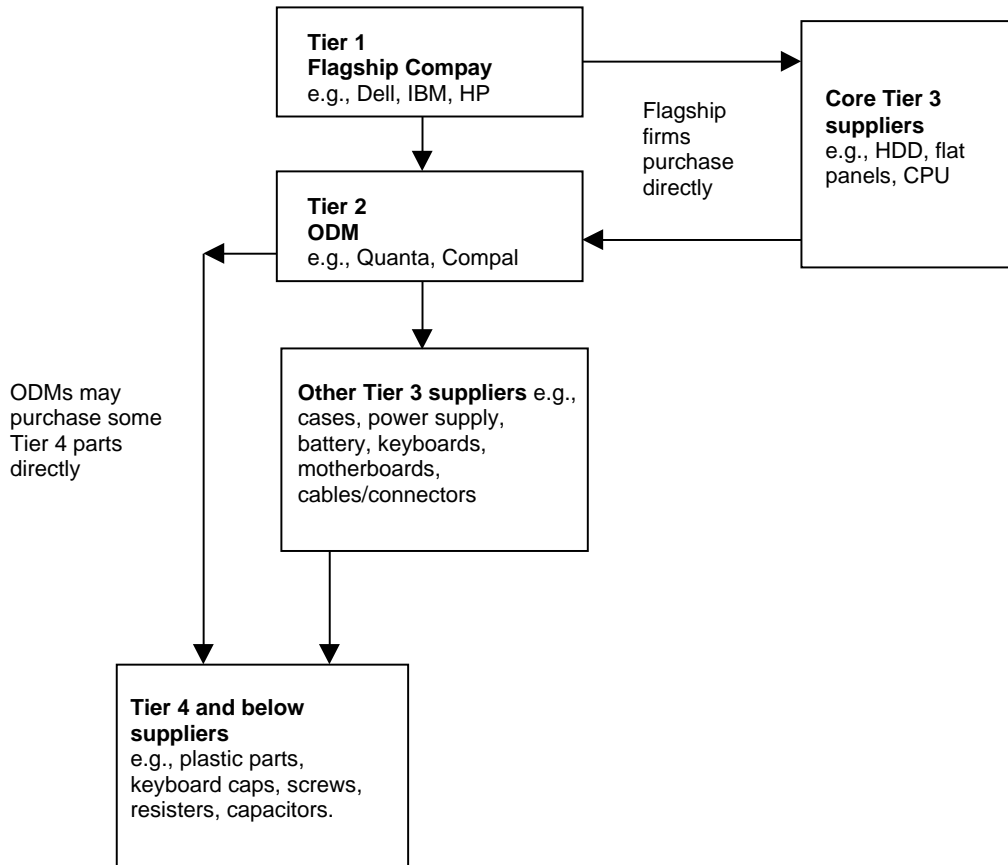 Tier 1
Flagship Compay
e.g., Dell, IBM, HP
Flagship
firms
purchase
directly
Core Tier 3
suppliers
e.g., HDD, flat
panels, CPU
Tier 2
ODM
e.g., Quanta, Compal
ODMs may
purchase some
Tier 4 parts
directly
Other Tier 3 suppliers e.g.,
cases, power supply,
battery, keyboards,
motherboards,
cables/connectors
Tier 4 and below
suppliers
e.g., plastic parts,
keyboard caps, screws,
resisters, capacitors.